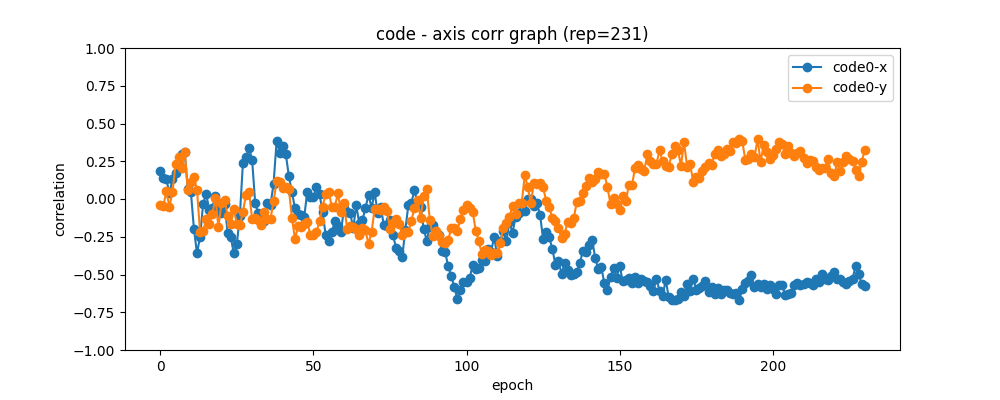 code - axis corr graph (rep=231)
1.00
0.75
0.50
0.25
0.00
−0.25
−0.50
−0.75
−1.00
correlation
code0-x
code0-y
0
50
100
150
200
epoch